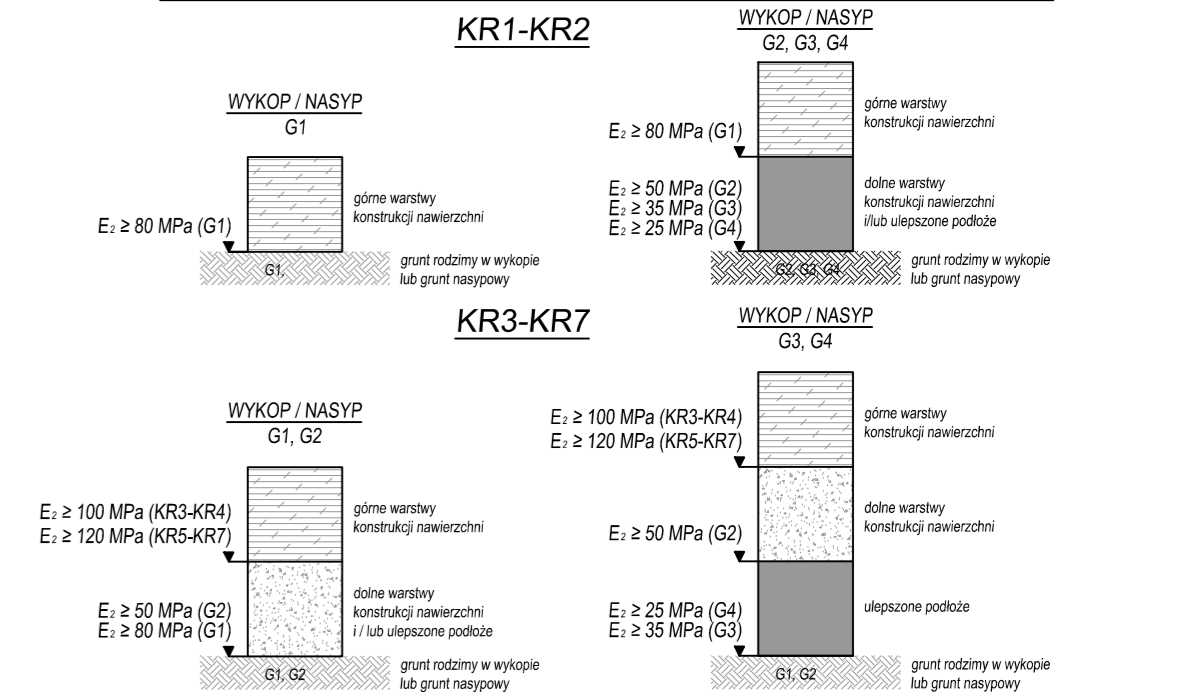 KR1-KR2
WYKOP / NASYP
G1
E2 ≥ 80 MPa (G1)
górne warstwy
konstrukcji nawierzchni
G1,
grunt rodzimy w wykopie
lub grunt nasypowy
WYKOP / NASYP
G2, G3, G4
E2 ≥ 80 MPa (G1)
górne warstwy
konstrukcji nawierzchni
E2 ≥ 50 MPa (G2)
E2 ≥ 35 MPa (G3)
E2 ≥ 25 MPa (G4)
dolne warstwy
konstrukcji nawierzchni
i/lub ulepszone podłoże
G2, G3, G4
grunt rodzimy w wykopie
lub grunt nasypowy
KR3-KR7
WYKOP / NASYP
G1, G2
E2 ≥ 100 MPa (KR3-KR4)
E2 ≥ 120 MPa (KR5-KR7)
górne warstwy
konstrukcji nawierzchni
E2 ≥ 50 MPa (G2)
E2 ≥ 80 MPa (G1)
dolne warstwy
konstrukcji nawierzchni
i / lub ulepszone podłoże
G1, G2
grunt rodzimy w wykopie
lub grunt nasypowy
WYKOP / NASYP
G3, G4
E2 ≥ 100 MPa (KR3-KR4)
E2 ≥ 120 MPa (KR5-KR7)
górne warstwy
konstrukcji nawierzchni
E2 ≥ 50 MPa (G2)
dolne warstwy
konstrukcji nawierzchni
E2 ≥ 25 MPa (G4)
E2 ≥ 35 MPa (G3)
ulepszone podłoże
G1, G2
grunt rodzimy w wykopie
lub grunt nasypowy